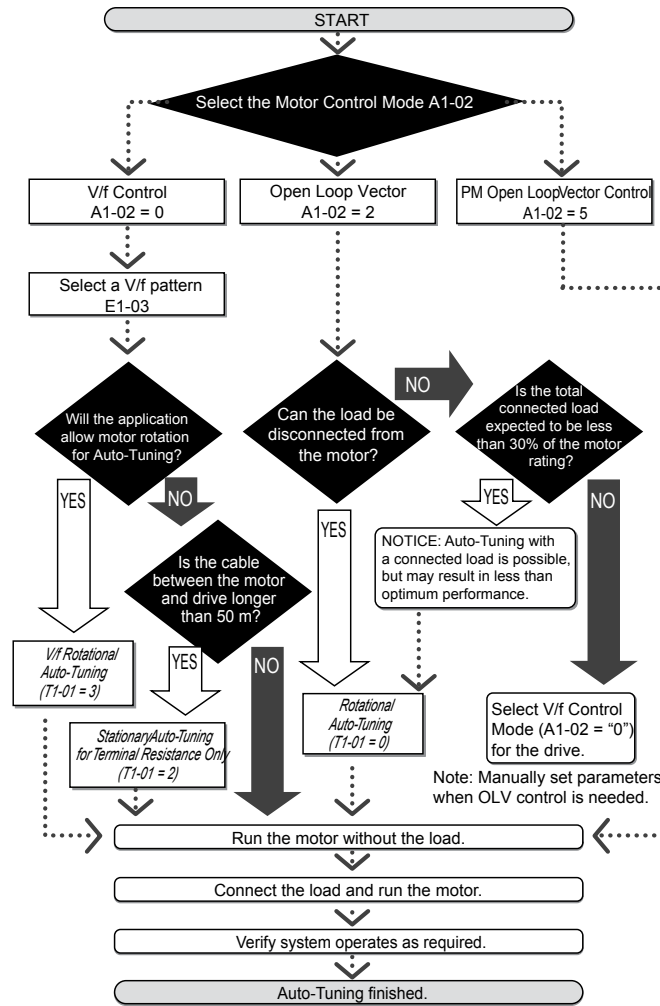 START
Select the Motor Control Mode A1-02
V/f Control
A1-02 = 0
Open Loop Vector
A1-02 = 2
PM Open LoopVector Control
A1-02 = 5
Select a V/f pattern
E1-03
Will the application
allow motor rotation
for Auto-Tuning?
Can the load be
disconnected from
the motor?
NO
Is the total
connected load
expected to be less
than 30% of the motor
rating?
YES
NO
Is the cable
between the motor
and drive longer
than 50 m?
YES
YES
NO
NOTICE: Auto-Tuning with
a connected load is possible,
but may result in less than
optimum performance.
V/f Rotational
Auto-Tuning
(T1-01 = 3)
YES
NO
StationaryAuto-Tuning
for Terminal Resistance Only
(T1-01 = 2)
Rotational
Auto-Tuning
(T1-01 = 0)
Select V/f Control
Mode (A1-02 = “0”)
for the drive.
Note: Manually set parameters
when OLV control is needed.
Run the motor without the load.
Connect the load and run the motor.
Verify system operates as required.
Auto-Tuning finished.